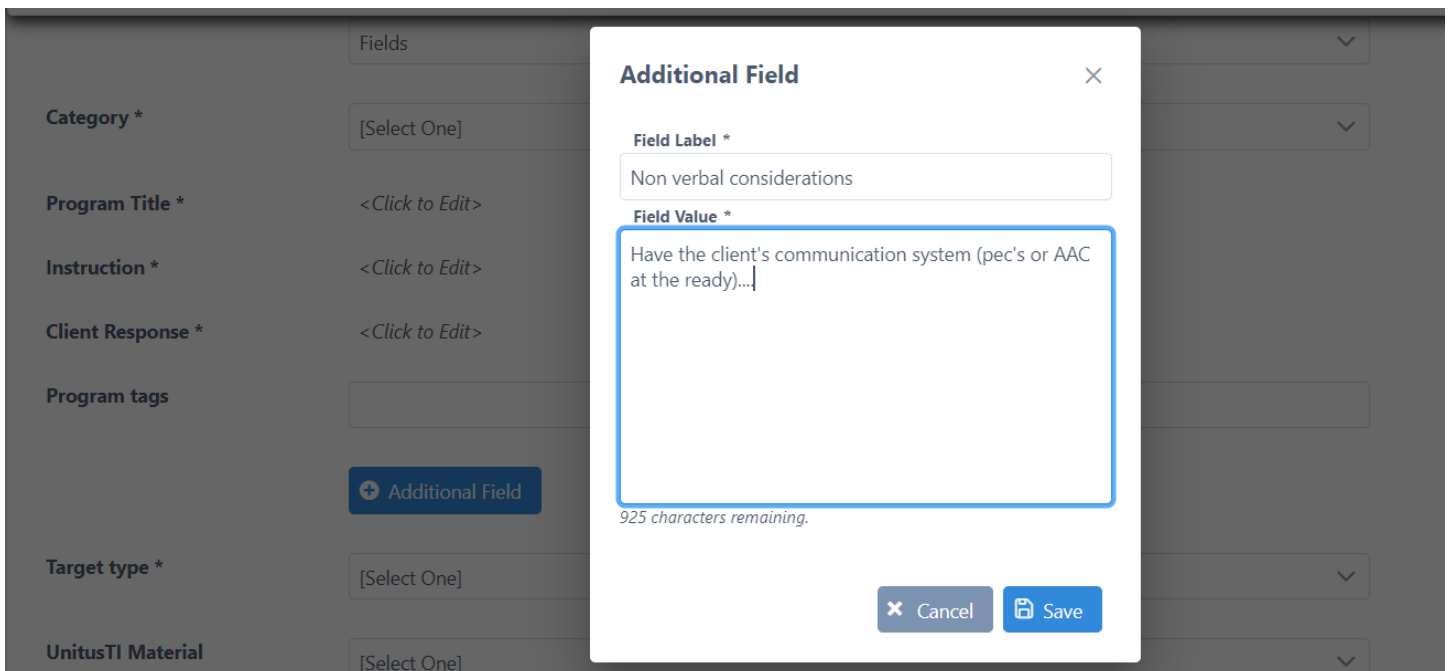 Fields
Additional Field
Category *
[Select One]
Field Label *
Non verbal considerations
Program Title *
<Click to Edit>
Field Value *
Have the client's communication system (pec's or AAC
at the ready)....
Instruction *
<Click to Edit>
Client Response *
<Click to Edit>
Program tags
Additional Field
925 characters remaining.
Target type *
[Select One]
Cancel
Save
UnitusTI Material
[Select One]